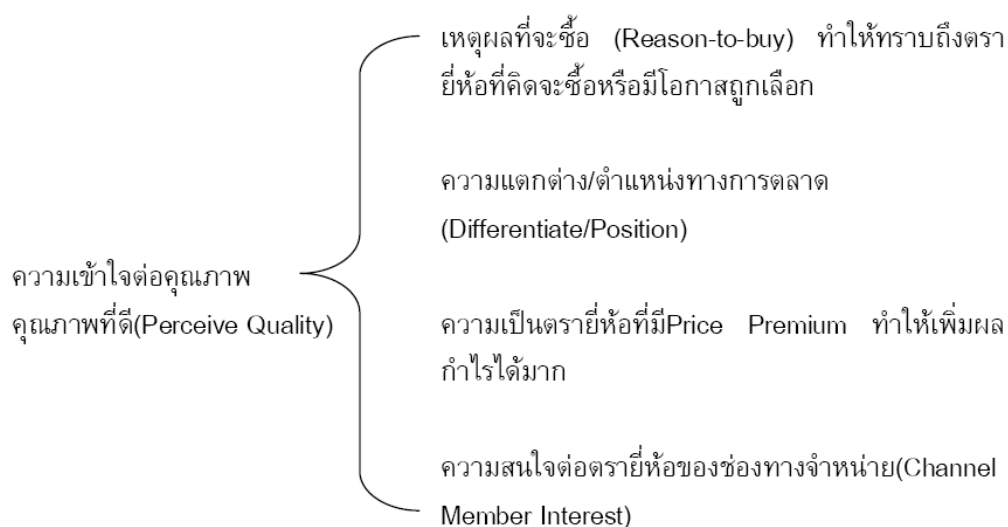 เหตุผลที่จะซื้อ (Reason-to-buy) ทำให้ทราบถึงตรา
ยี่ห้อที่คิดจะซื้อหรือมีโอกาสถูกเลือก
ความแตกต่าง/ตำแหน่งทางการตลาด
(Differentiate/Position)
ความเข้าใจต่อคุณภาพ
คุณภาพที่ดี(Perceive Quality)
ความเป็นตรายี่ห้อที่มีPrice Premium ทำให้เพิ่มผล
กำไรได้มาก
ความสนใจต่อตรายี่ห้อของช่องทางจำหน่าย(Channel
Member Interest)